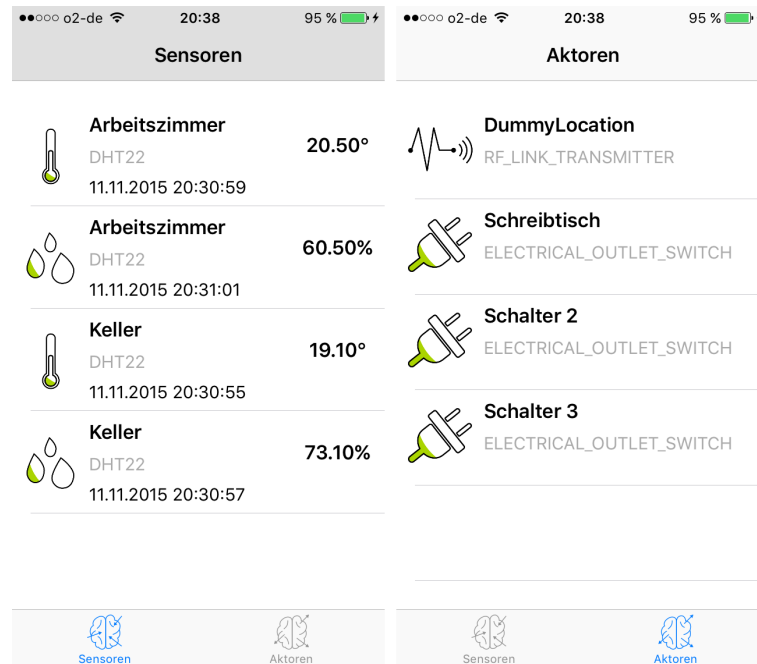 o2-de 20:38 95 %
Sensoren
Arbeitszimmer
DHT22
11.11.2015 20:30:59
20.50°
Arbeitszimmer
DHT22
11.11.2015 20:31:01
60.50%
Keller
DHT22
11.11.2015 20:30:55
19.10°
Keller
DHT22
11.11.2015 20:30:57
73.10%
Sensoren Aktoren
o2-de 20:38 95 %
Aktoren
DummyLocation
RF_LINK_TRANSMITTER
Schreibtisch
ELECTRICAL_OUTLET_SWITCH
Schalter 2
ELECTRICAL_OUTLET_SWITCH
Schalter 3
ELECTRICAL_OUTLET_SWITCH
Sensoren Aktoren